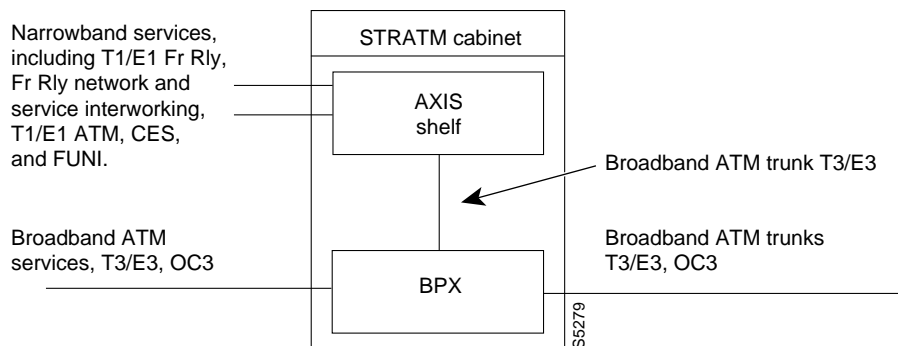 Narrowband services,
including T1/E1 Fr Rly,
Fr Rly network and
service interworking,
T1/E1 ATM, CES,
and FUNI.
STRATM cabinet
AXIS
shelf
Broadband ATM trunk T3/E3
Broadband ATM
services, T3/E3, OC3
BPX
Broadband ATM trunks
T3/E3, OC3
S5279